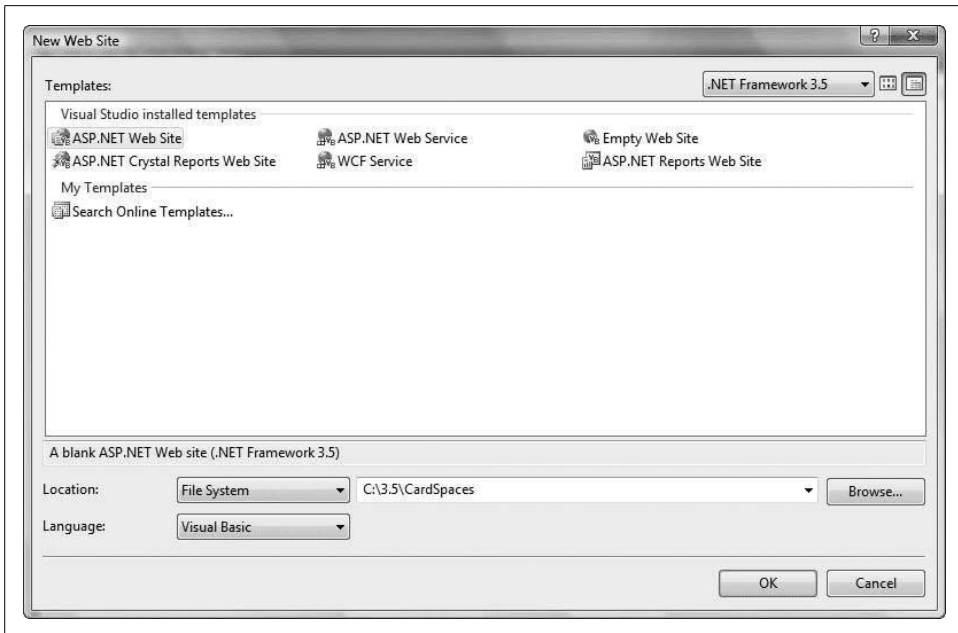 New Web Site
Templates:
.NET Framework 3.5
Visual Studio installed templates
ASP.NET Web Site
ASP.NET Web Service
Empty Web Site
ASP.NET Crystal Reports Web Site
WCF Service
ASP.NET Reports Web Site
My Templates
Search Online Templates...
A blank ASP.NET Web site (.NET Framework 3.5)
Location:
File System
C:\3.5\CardSpaces
Browse...
Language:
Visual Basic
OK
Cancel